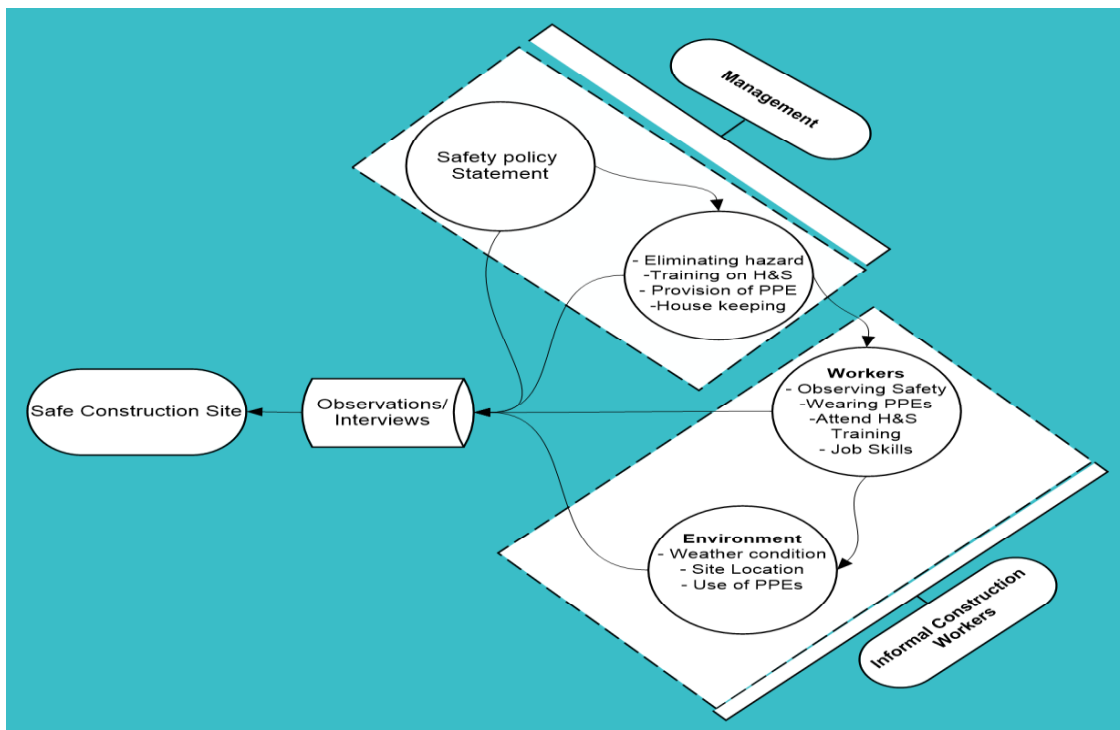 Management
Safety policy
Statement
- Eliminating hazard
-Training on H&S
- Provision of PPE
-House keeping
Workers
- Observing Safety
-Wearing PPEs
-Attend H&S
Training
- Job Skills
Safe Construction Site
Observations/
Interviews
Environment
- Weather condition
- Site Location
- Use of PPEs
Informal Construction
Workers